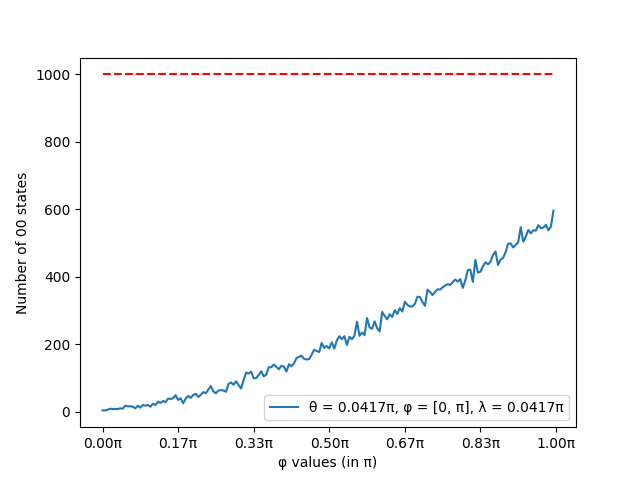 1000
800
600
400
200
0
Number of 00 states
θ = 0.0417π, φ = [0, π], λ = 0.0417π
0.00π 0.17π 0.33π 0.50π 0.67π 0.83π 1.00π
φ values (in π)